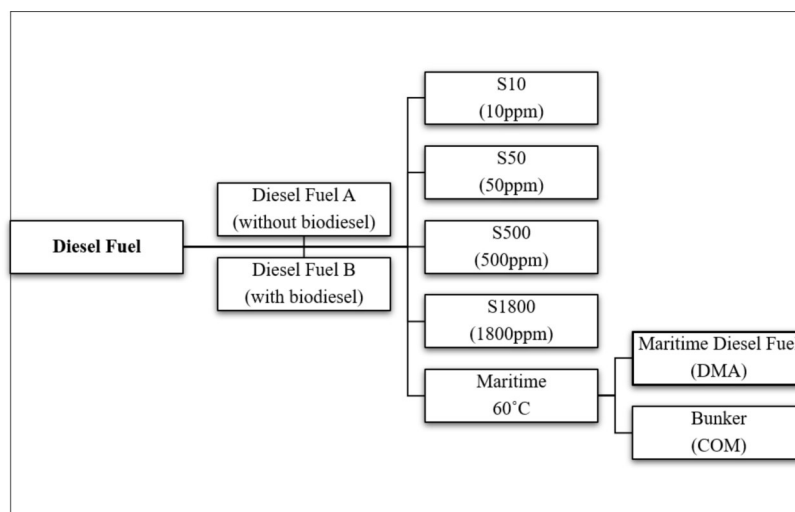 Diesel Fuel
Diesel Fuel A
(without biodiesel)
Diesel Fuel B
(with biodiesel)
S10
(10ppm)
S50
(50ppm)
S500
(500ppm)
S1800
(1800ppm)
Maritime
60˚C
Maritime Diesel Fuel
(DMA)
Bunker
(COM)